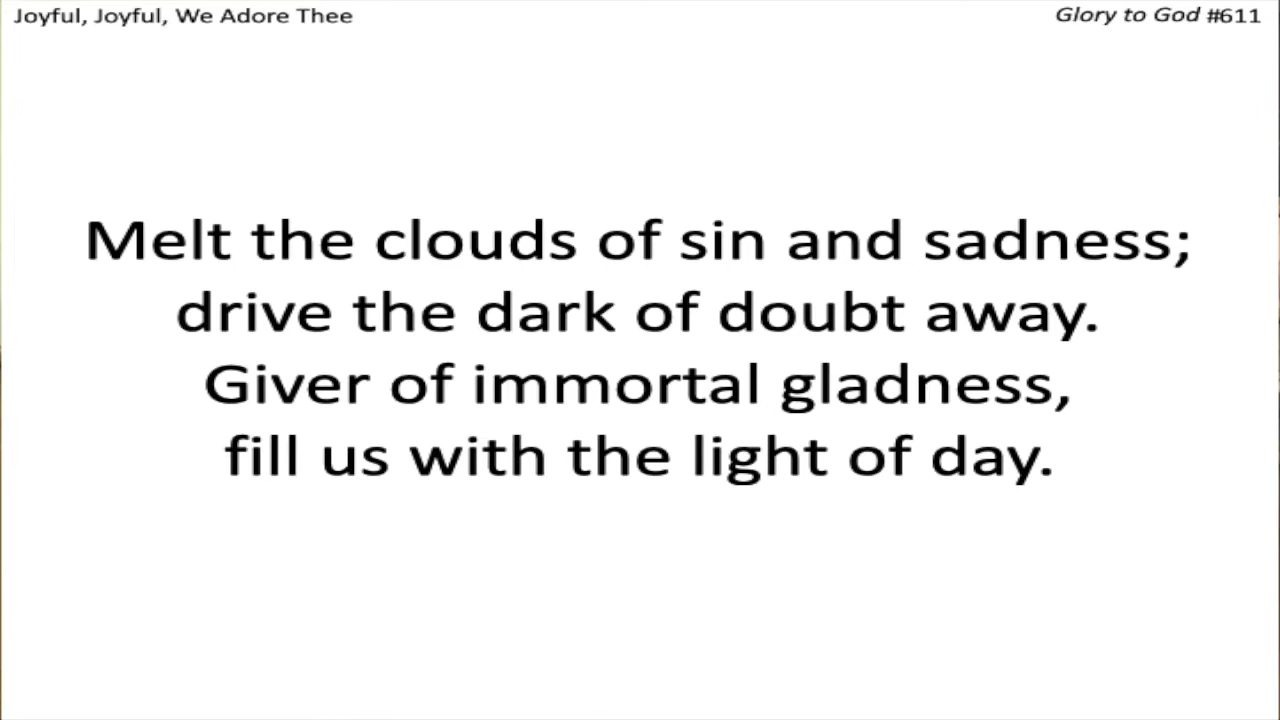 Joyful, Joyful, We Adore Thee
Glory to God #611
Melt the clouds of sin and sadness;
drive the dark of doubt away.
Giver of immortal gladness,
fill us with the light of day.